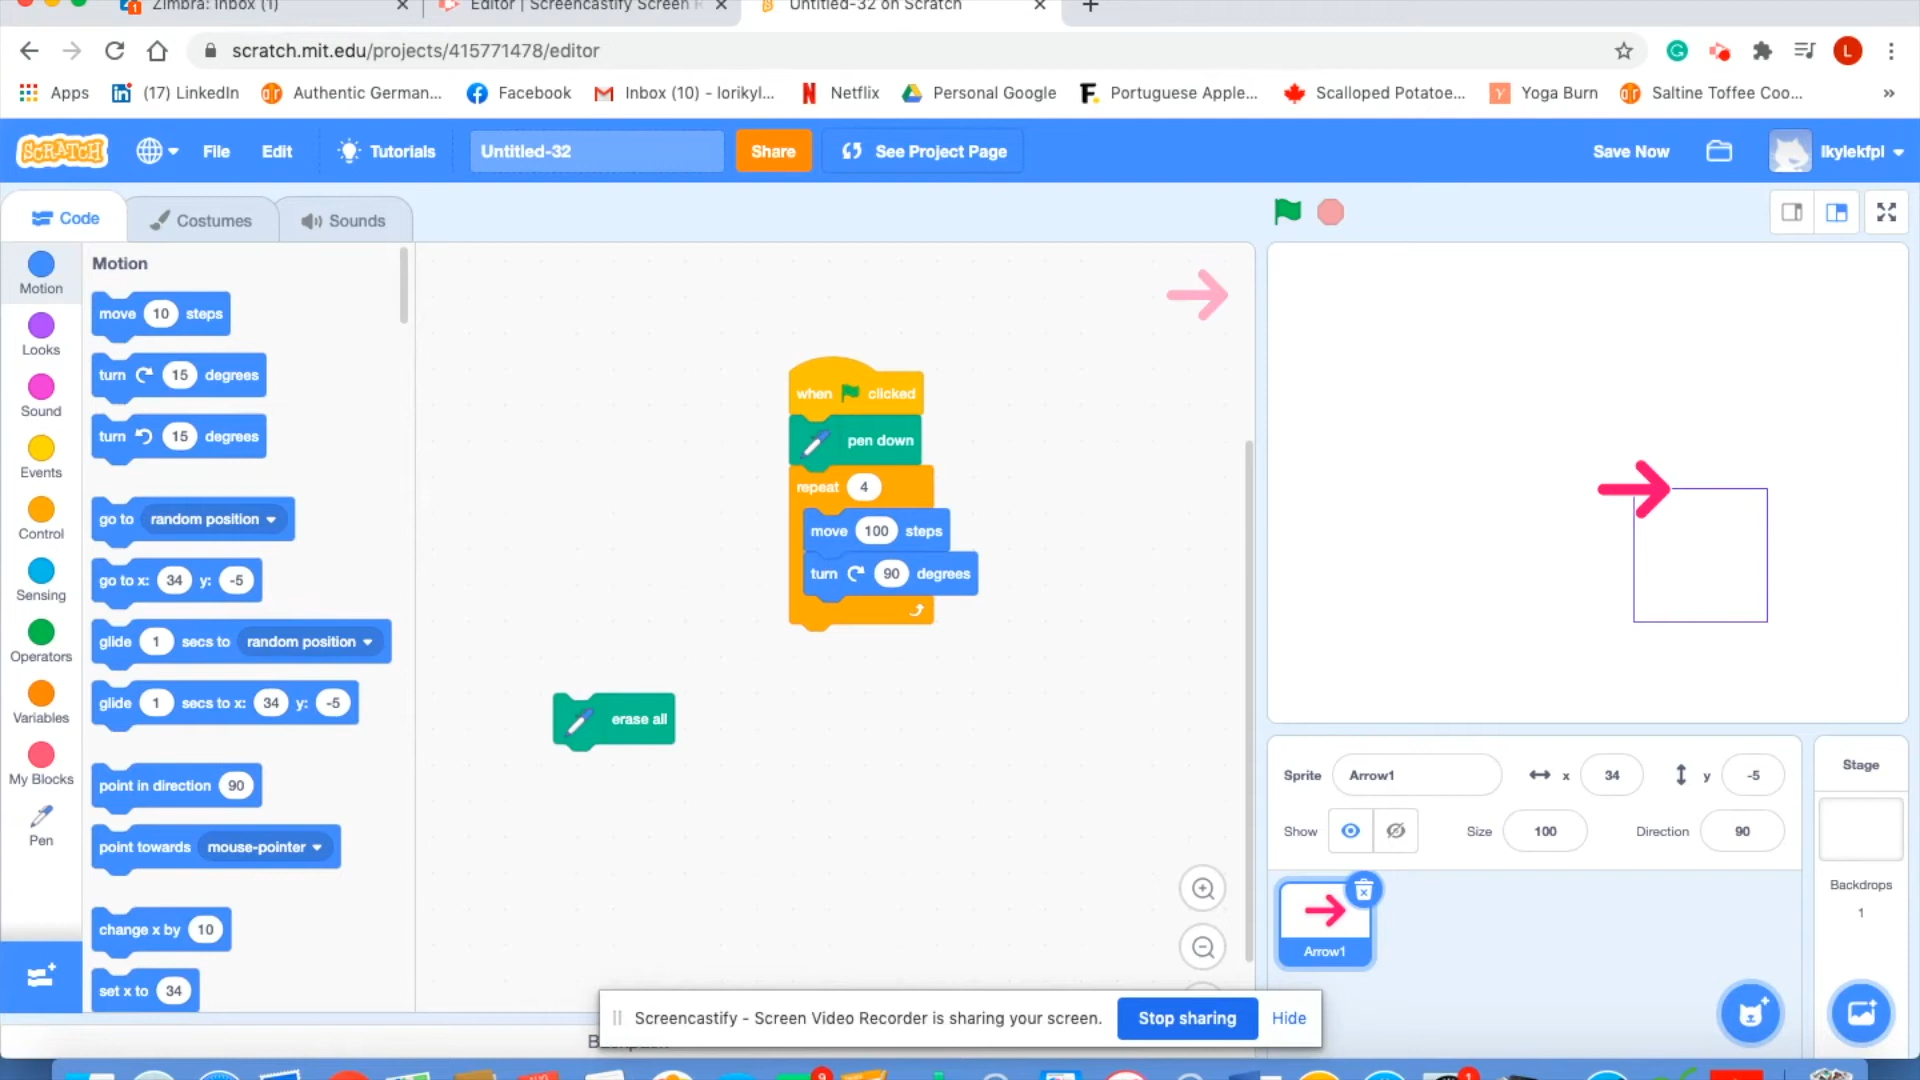 Zimbra: Inbox (1)
Editor | Screencastify Screen R
Untitled-32 on Scratch
scratch.mit.edu/projects/415771478/editor
L
Apps
(17) LinkedIn
Authentic German...
Facebook
Inbox (10) - lorikyl...
Netflix
Personal Google
Portuguese Apple...
Scalloped Potatoe...
Yoga Burn
Saltine Toffee Coo...
»
SCRATCH
File
Edit
Tutorials
Untitled-32
Share
See Project Page
Save Now
lkylekfpl
Code
Costumes
Sounds
Motion
Looks
Sound
Events
Control
Sensing
Operators
Variables
My Blocks
Pen
Motion
move 10 steps
turn 15 degrees
turn 15 degrees
go to random position
go to x: 34 y: -5
glide 1 secs to random position
glide 1 secs to x: 34 y: -5
point in direction 90
point towards mouse-pointer
change x by 10
set x to 34
when clicked
pen down
repeat 4
move 100 steps
turn 90 degrees
erase all
Sprite Arrow1 x 34 y -5
Show Size 100 Direction 90
Arrow1
Stage
Backdrops
1
Screencastify - Screen Video Recorder is sharing your screen.
Stop sharing
Hide